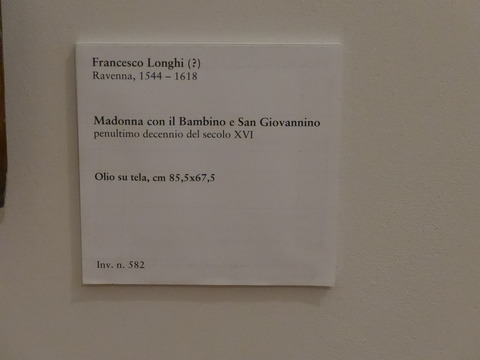 Francesco Longhi (?)
Ravenna, 1544 – 1618
Madonna con il Bambino e San Giovannino
penultimo decennio del secolo XVI
Olio su tela, cm 85,5x67,5
Inv. n. 582